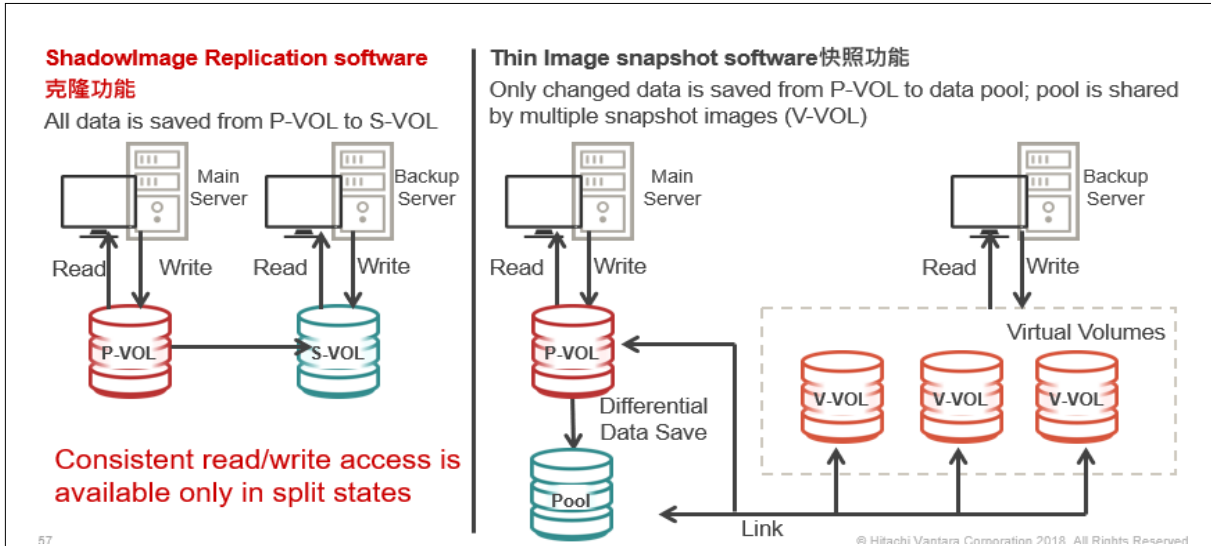 ShadowImage Replication software
克隆功能
All data is saved from P-VOL to S-VOL
Main
Server
Backup
Server
Read
Write
Read
Write
P-VOL
S-VOL
Consistent read/write access is
available only in split states
Thin Image snapshot software快照功能
Only changed data is saved from P-VOL to data pool; pool is shared
by multiple snapshot images (V-VOL)
Main
Server
Backup
Server
Read
Write
Read
Write
Virtual Volumes
P-VOL
V-VOL
V-VOL
V-VOL
Differential
Data Save
Pool
Link
57
© Hitachi Vantara Corporation 2018. All Rights Reserved